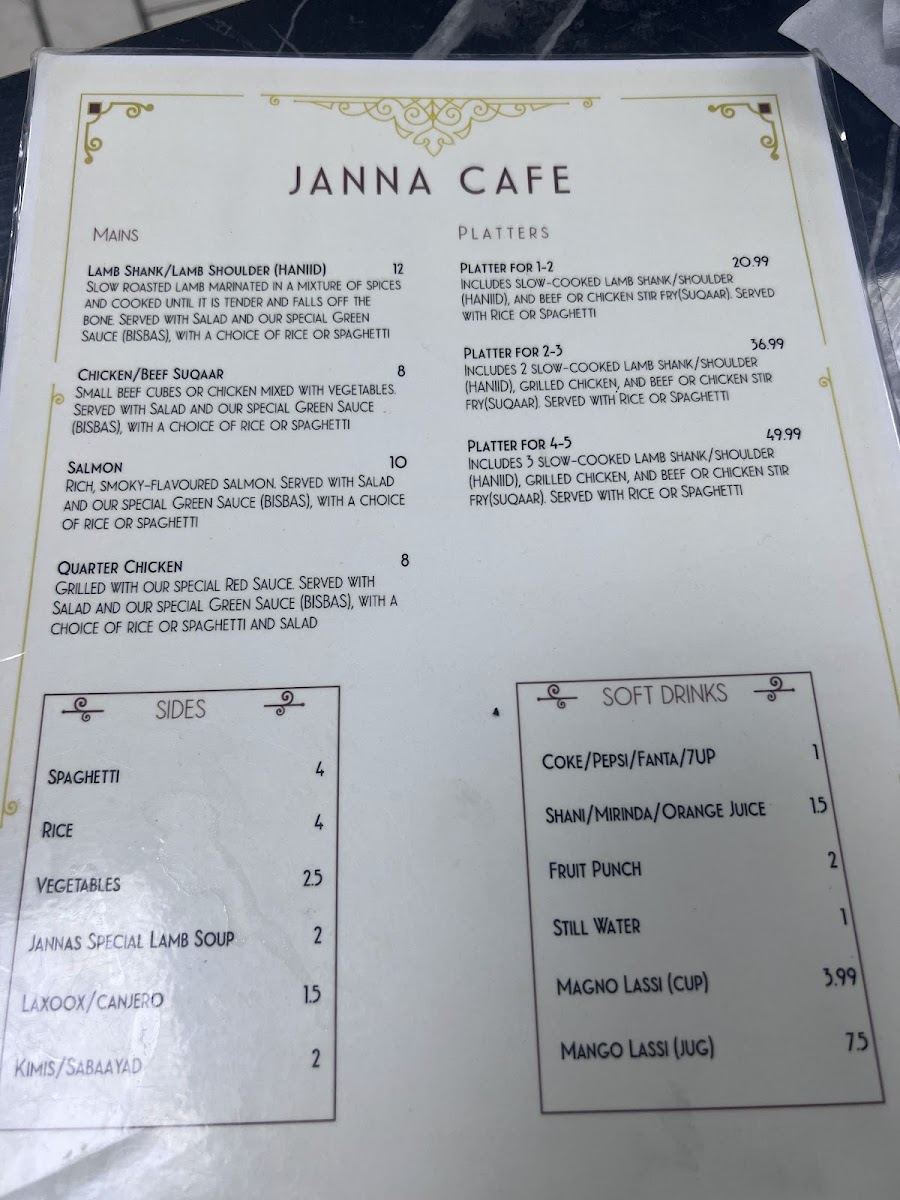 JANNA CAFE
MAINS
LAMB SHANK/LAMB SHOULDER (HANIID) 12
SLOW ROASTED LAMB MARINATED IN A MIXTURE OF SPICES
AND COOKED UNTIL IT IS TENDER AND FALLS OFF THE
BONE. SERVED WITH SALAD AND OUR SPECIAL GREEN
SAUCE (BISBAS), WITH A CHOICE OF RICE OR SPAGHETTI
CHICKEN/BEEF SUQAAR 8
SMALL BEEF CUBES OR CHICKEN MIXED WITH VEGETABLES.
SERVED WITH SALAD AND OUR SPECIAL GREEN SAUCE
(BISBAS), WITH A CHOICE OF RICE OR SPAGHETTI
SALMON 10
RICH, SMOKY-FLAVOURED SALMON. SERVED WITH SALAD
AND OUR SPECIAL GREEN SAUCE (BISBAS), WITH A CHOICE
OF RICE OR SPAGHETTI
QUARTER CHICKEN 8
GRILLED WITH OUR SPECIAL RED SAUCE. SERVED WITH
SALAD AND OUR SPECIAL GREEN SAUCE (BISBAS), WITH A
CHOICE OF RICE OR SPAGHETTI AND SALAD
PLATTERS
PLATTER FOR 1-2 20.99
INCLUDES SLOW-COOKED LAMB SHANK/SHOULDER
(HANIID), AND BEEF OR CHICKEN STIR FRY(SUQAAR). SERVED
WITH RICE OR SPAGHETTI
PLATTER FOR 2-3 36.99
INCLUDES 2 SLOW-COOKED LAMB SHANK/SHOULDER
(HANIID), GRILLED CHICKEN, AND BEEF OR CHICKEN STIR
FRY(SUQAAR). SERVED WITH RICE OR SPAGHETTI
PLATTER FOR 4-5 49.99
INCLUDES 3 SLOW-COOKED LAMB SHANK/SHOULDER
(HANIID), GRILLED CHICKEN, AND BEEF OR CHICKEN STIR
FRY(SUQAAR). SERVED WITH RICE OR SPAGHETTI
SIDES
SPAGHETTI 4
RICE 4
VEGETABLES 2.5
JANNAS SPECIAL LAMB SOUP 2
LAXOOX/CANJERO 1.5
KIMIS/SABAAYAD 2
SOFT DRINKS
COKE/PEPSI/FANTA/7UP 1
SHANI/MIRINDA/ORANGE JUICE 1.5
FRUIT PUNCH 2
STILL WATER 1
MAGNO LASSI (CUP) 3.99
MANGO LASSI (JUG) 7.5